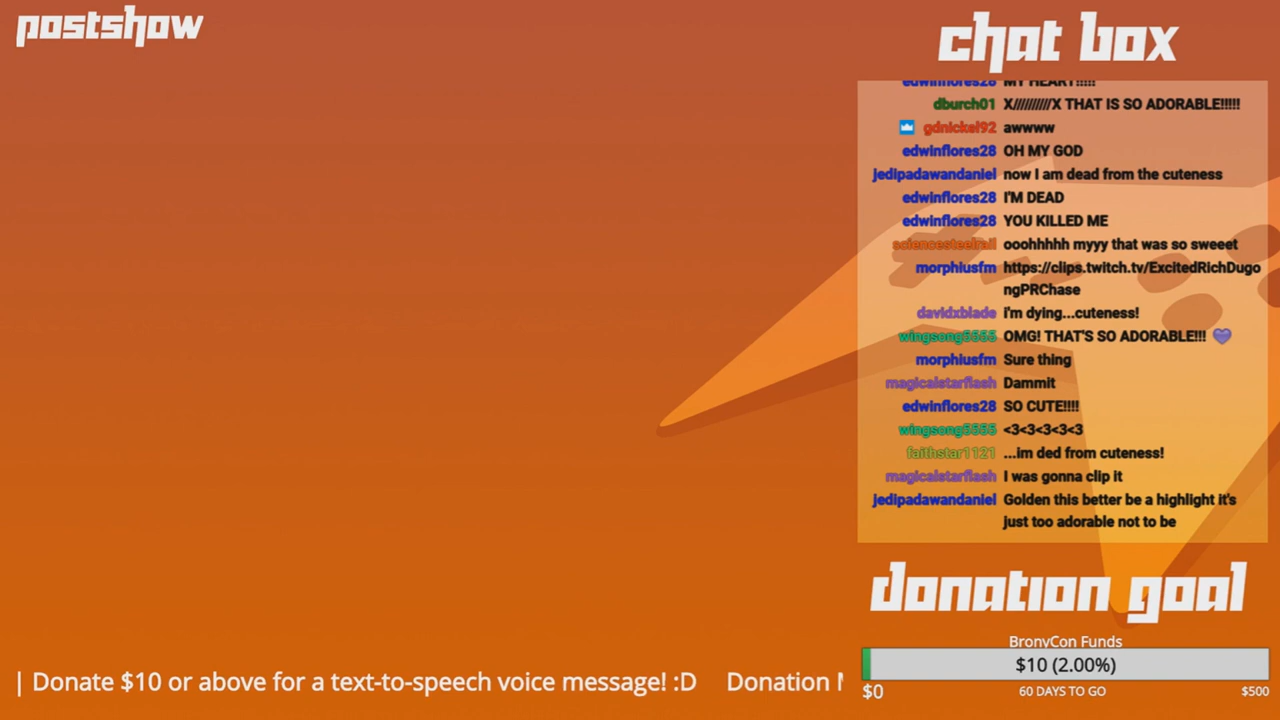 postshow
chat box
edwinflores28 MY HEART!!!!!
dburch01 X//////////X THAT IS SO ADORABLE!!!!!
gdnickel92 awwww
edwinflores28 OH MY GOD
jedipadawandaniel now I am dead from the cuteness
edwinflores28 I'M DEAD
edwinflores28 YOU KILLED ME
sciencesteelrail ooohhhhh myyy that was so sweeet
morphiusfm https://clips.twitch.tv/ExcitedRichDugo
ngPRChase
davidxblade i'm dying...cuteness!
wingsong5555 OMG! THAT'S SO ADORABLE!!! 💜
morphiusfm Sure thing
magicalstarflash Dammit
edwinflores28 SO CUTE!!!!
wingsong5555 <3<3<3<3<3
faithstar1121 ...im ded from cuteness!
magicalstarflash I was gonna clip it
jedipadawandaniel Golden this better be a highlight it's
just too adorable not to be
donation goal
BronyCon Funds
$10 (2.00%)
$0 60 DAYS TO GO $500
| Donate $10 or above for a text-to-speech voice message! :D Donation